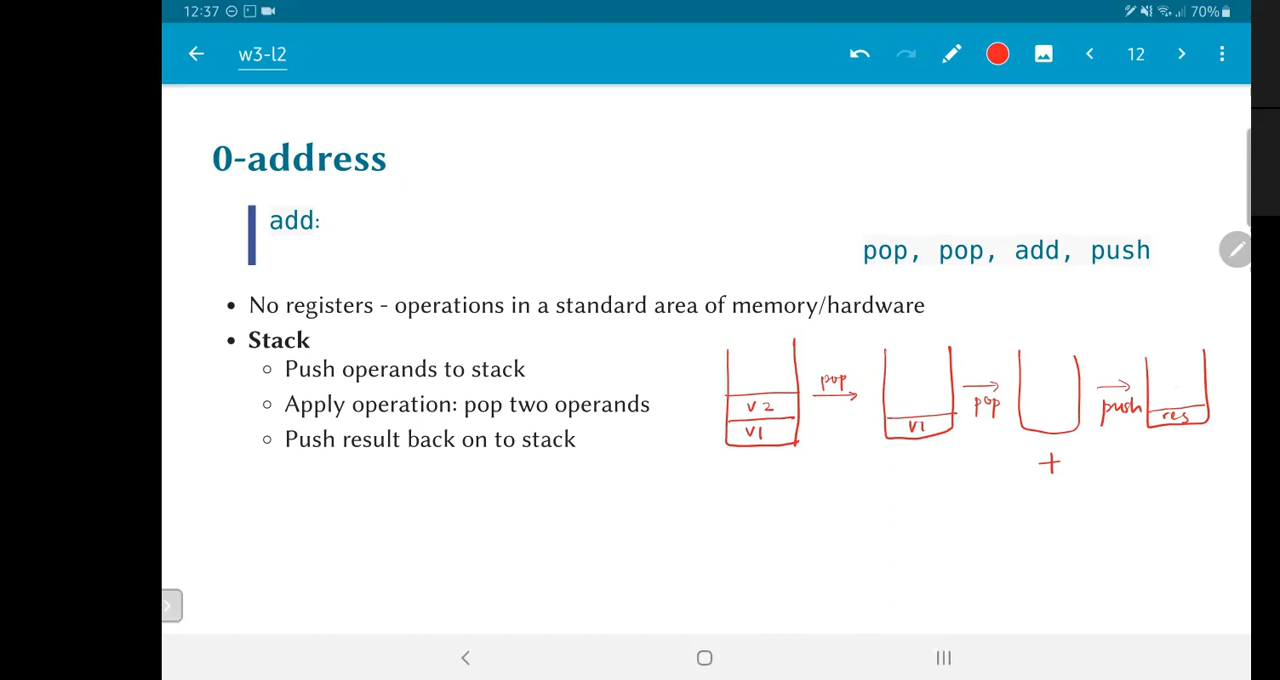 12:37 70%
w3-l2 12
0-address
add:
pop, pop, add, push
• No registers - operations in a standard area of memory/hardware
• Stack
◦ Push operands to stack
◦ Apply operation: pop two operands
◦ Push result back on to stack
v2
v1
pop
v1
pop
+
push
res